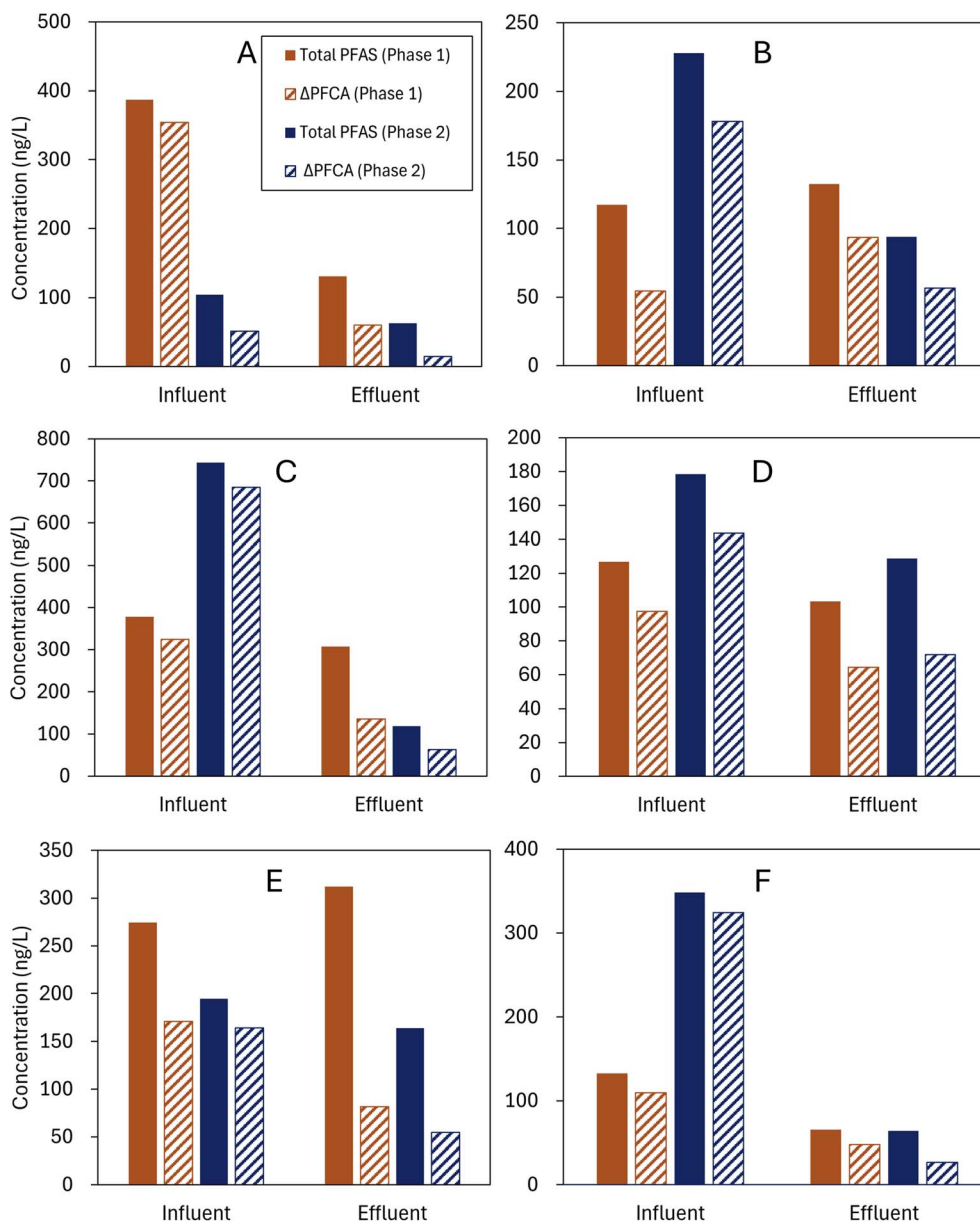 A
Total PFAS (Phase 1)
ΔPFCA (Phase 1)
Total PFAS (Phase 2)
ΔPFCA (Phase 2)
Concentration (ng/L)
500
400
300
200
100
0
Influent
Effluent
B
250
200
150
100
50
0
Influent
Effluent
C
Concentration (ng/L)
800
700
600
500
400
300
200
100
0
Influent
Effluent
D
200
180
160
140
120
100
80
60
40
20
0
Influent
Effluent
E
Concentration (ng/L)
350
300
250
200
150
100
50
0
Influent
Effluent
F
400
300
200
100
0
Influent
Effluent